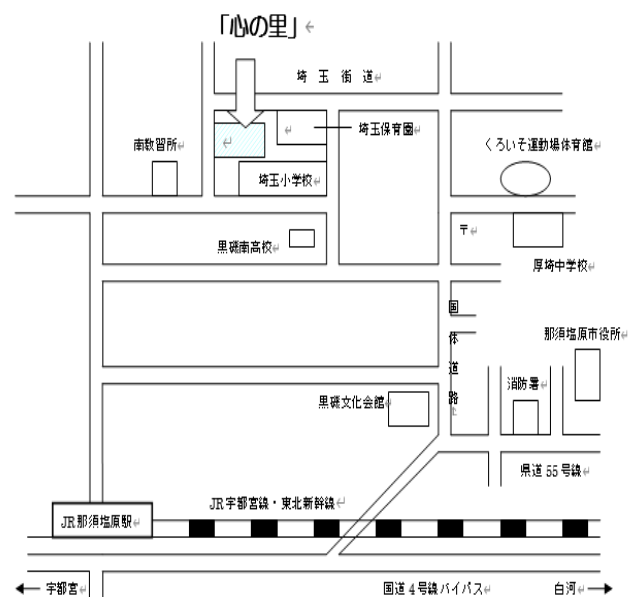 「心の里」
埼玉街道
埼玉保育園
南教習所
くろいそ運動場体育館
埼玉小学校
〒
黒磯南高校
厚崎中学校
国体道路
那須塩原市役所
消防署
黒磯文化会館
県道55号線
JR宇都宮線・東北新幹線
JR那須塩原駅
宇都宮
国道4号線バイパス
白河